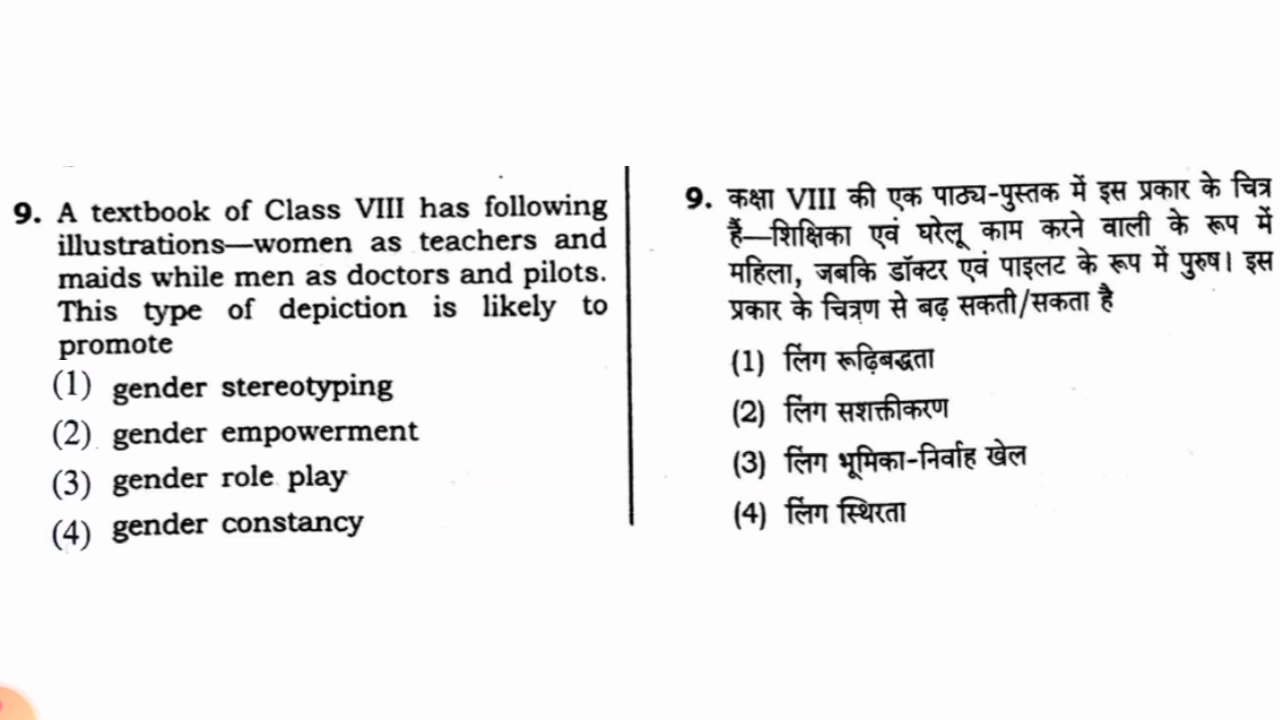 9. A textbook of Class VIII has following
illustrations—women as teachers and
maids while men as doctors and pilots.
This type of depiction is likely to
promote
(1) gender stereotyping
(2) gender empowerment
(3) gender role play
(4) gender constancy
9. कक्षा VIII की एक पाठ्य-पुस्तक में इस प्रकार के चित्र
हैं—शिक्षिका एवं घरेलू काम करने वाली के रूप में
महिला, जबकि डॉक्टर एवं पाइलट के रूप में पुरुष। इस
प्रकार के चित्रण से बढ़ सकती/सकता है
(1) लिंग रूढ़िबद्धता
(2) लिंग सशक्तीकरण
(3) लिंग भूमिका-निर्वाह खेल
(4) लिंग स्थिरता